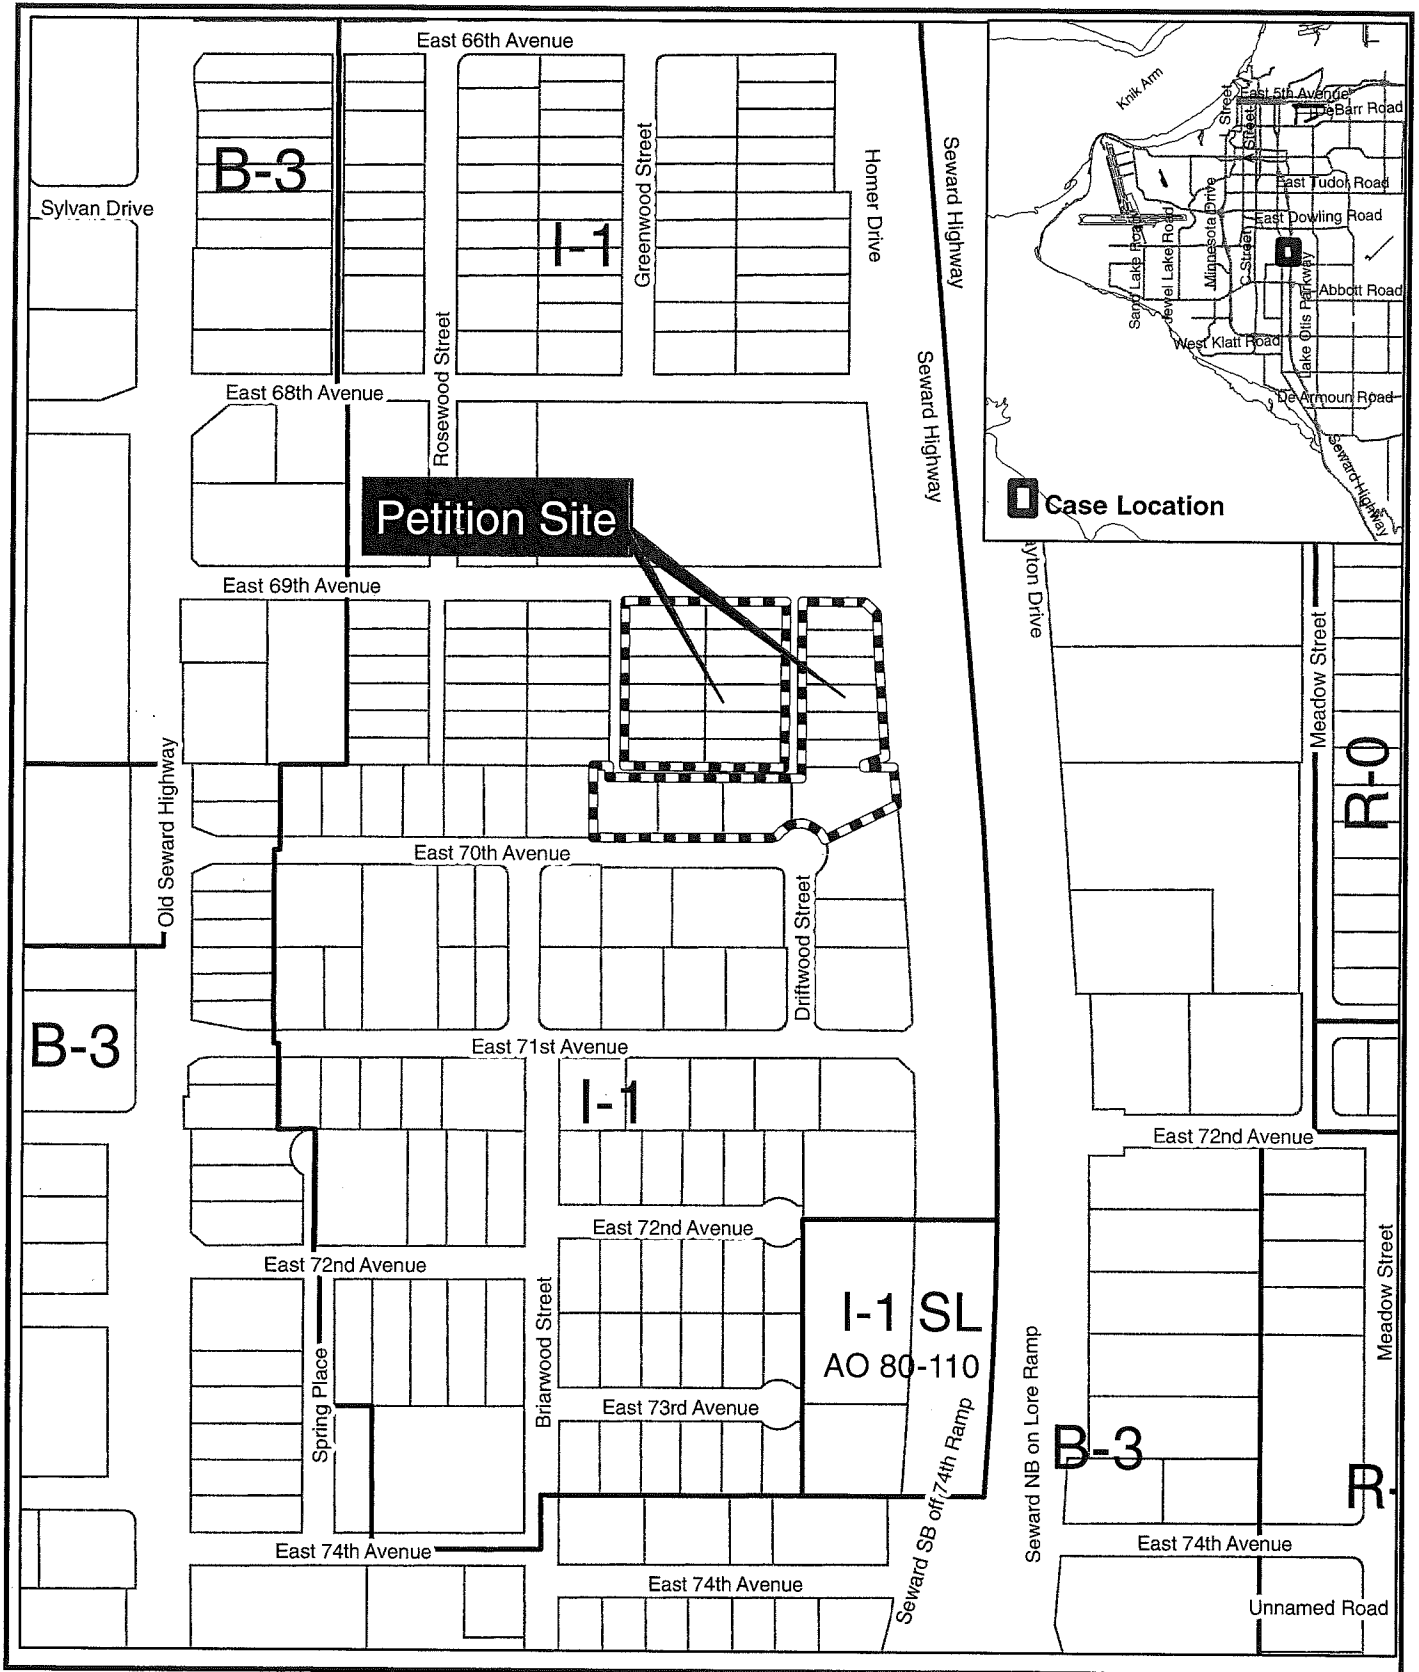 East 66th Avenue
B-3
Sylvan Drive
I-1
Greenwood Street
Homer Drive
Seward Highway
Seward Highway
Rosewood Street
East 68th Avenue
Petition Site
East 69th Avenue
Old Seward Highway
East 70th Avenue
Driftwood Street
B-3
East 71st Avenue
I-1
East 72nd Avenue
East 72nd Avenue
I-1 SL
AO 80-110
Briarwood Street
Spring Place
East 73rd Avenue
Seward SB off 74th Ramp
Seward NB on Lore Ramp
East 74th Avenue
East 74th Avenue
Knik Arm
Street
East 5th Avenue
DeBarr Road
Street
East Tudor Road
East Dowling Road
Sand Lake Road
Jewel Lake Road
Minnesota Drive
C Street
Lake Otis Parkway
Abbott Road
West Klatt Road
De Armoun Road
Seward Highway
Case Location
ayton Drive
Meadow Street
R-O
East 72nd Avenue
Meadow Street
B-3
R-
East 74th Avenue
Unnamed Road